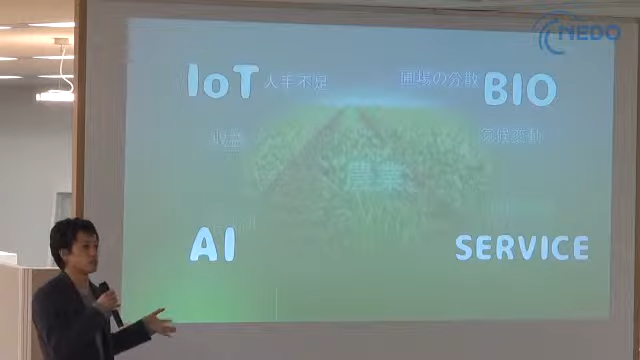 NEDO
IoT 人手不足 圃場の分散 BIO
収益 気候変動
農業
AI SERVICE